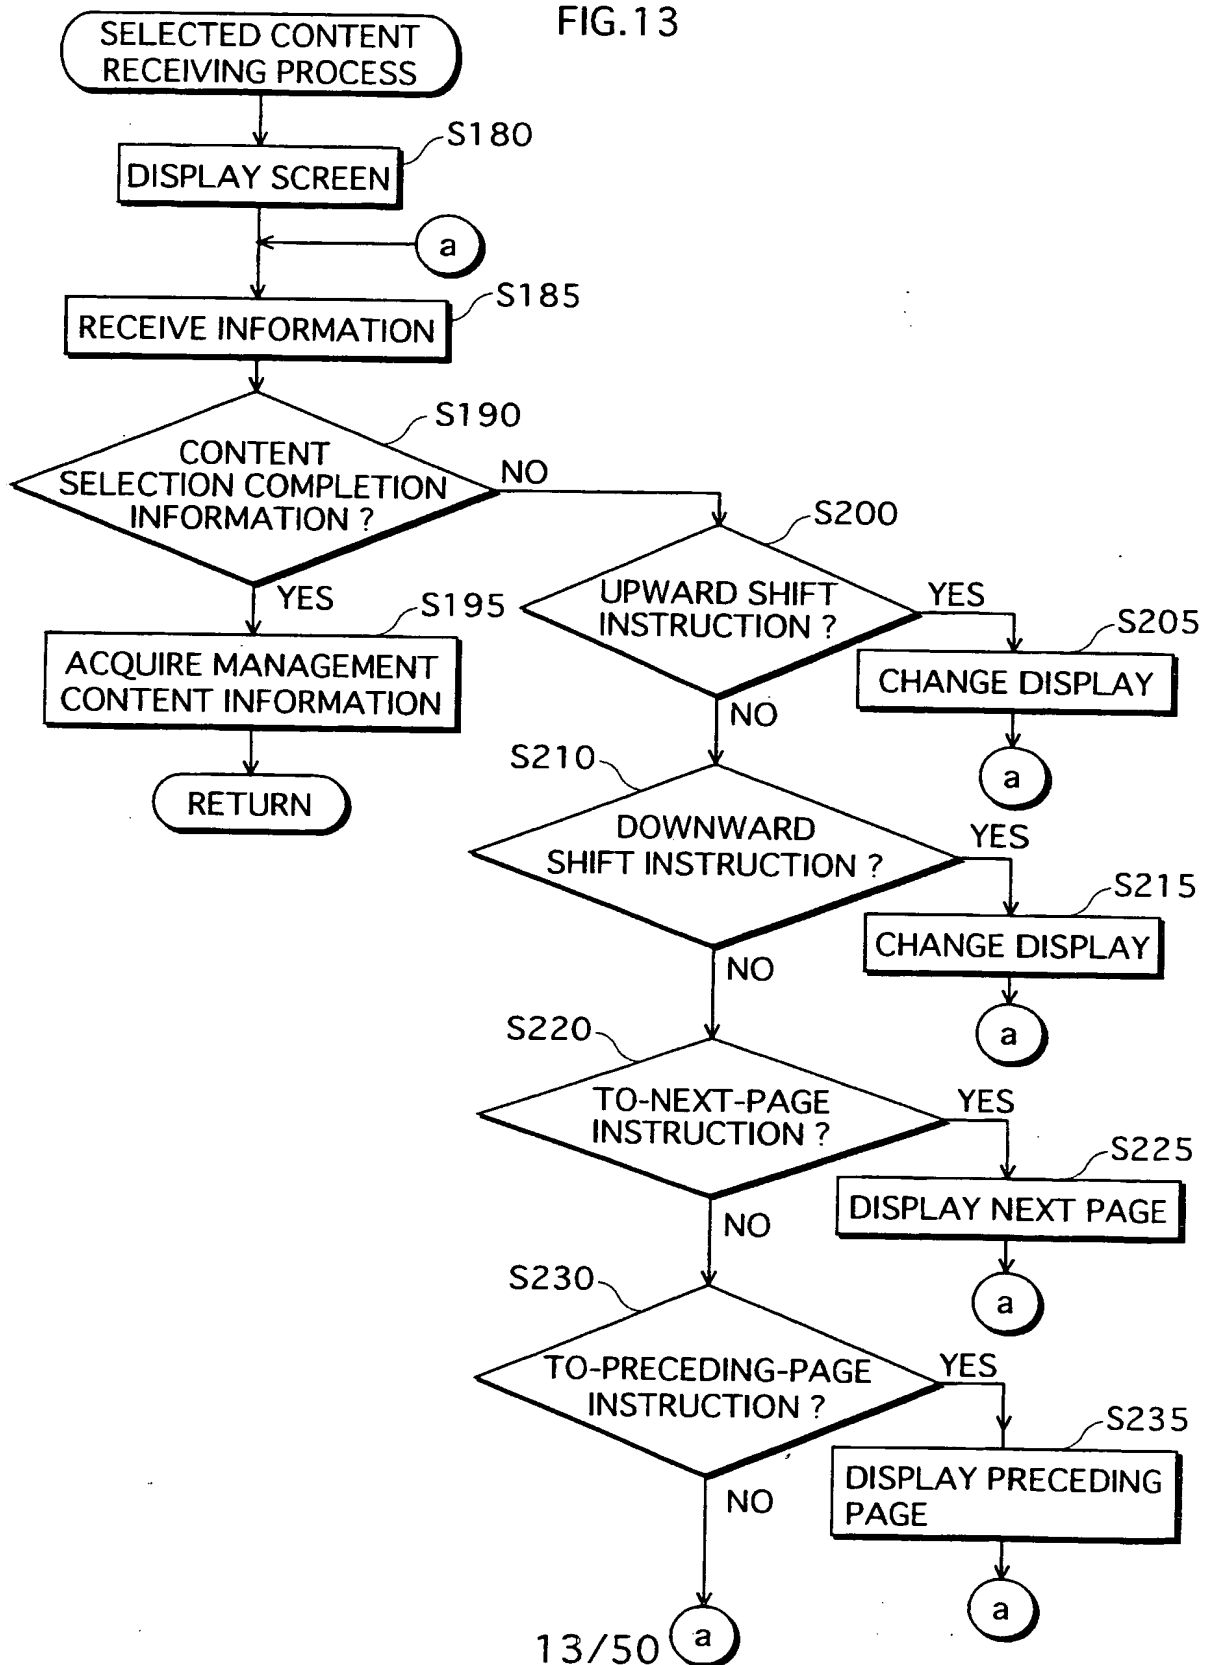 FIG.13
SELECTED CONTENT
RECEIVING PROCESS
S180
DISPLAY SCREEN
a
S185
RECEIVE INFORMATION
S190
CONTENT
SELECTION COMPLETION
INFORMATION ?
NO
YES
S195
ACQUIRE MANAGEMENT
CONTENT INFORMATION
RETURN
S200
UPWARD SHIFT
INSTRUCTION ?
YES
S205
CHANGE DISPLAY
a
NO
S210
DOWNWARD
SHIFT INSTRUCTION ?
YES
S215
CHANGE DISPLAY
a
NO
S220
TO-NEXT-PAGE
INSTRUCTION ?
YES
S225
DISPLAY NEXT PAGE
a
NO
S230
TO-PRECEDING-PAGE
INSTRUCTION ?
YES
S235
DISPLAY PRECEDING
PAGE
a
NO
a
13/50